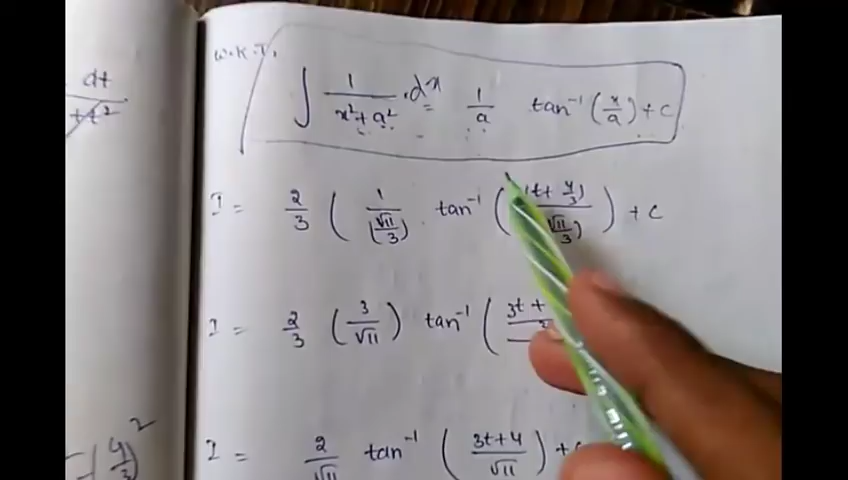 dt
t²
W.K.T.
∫ 1/(x²+a²) .dx = 1/a tan⁻¹(x/a)+c
I = 2/3 ( 1/(√11/3) tan⁻¹ ( t+4/3) / √11/3) ) + c
I = 2/3 (3/√11) tan⁻¹ ( 3t+
(4/3)²
I = 2/√11 tan⁻¹ ( (3t+4)/√11 ) +